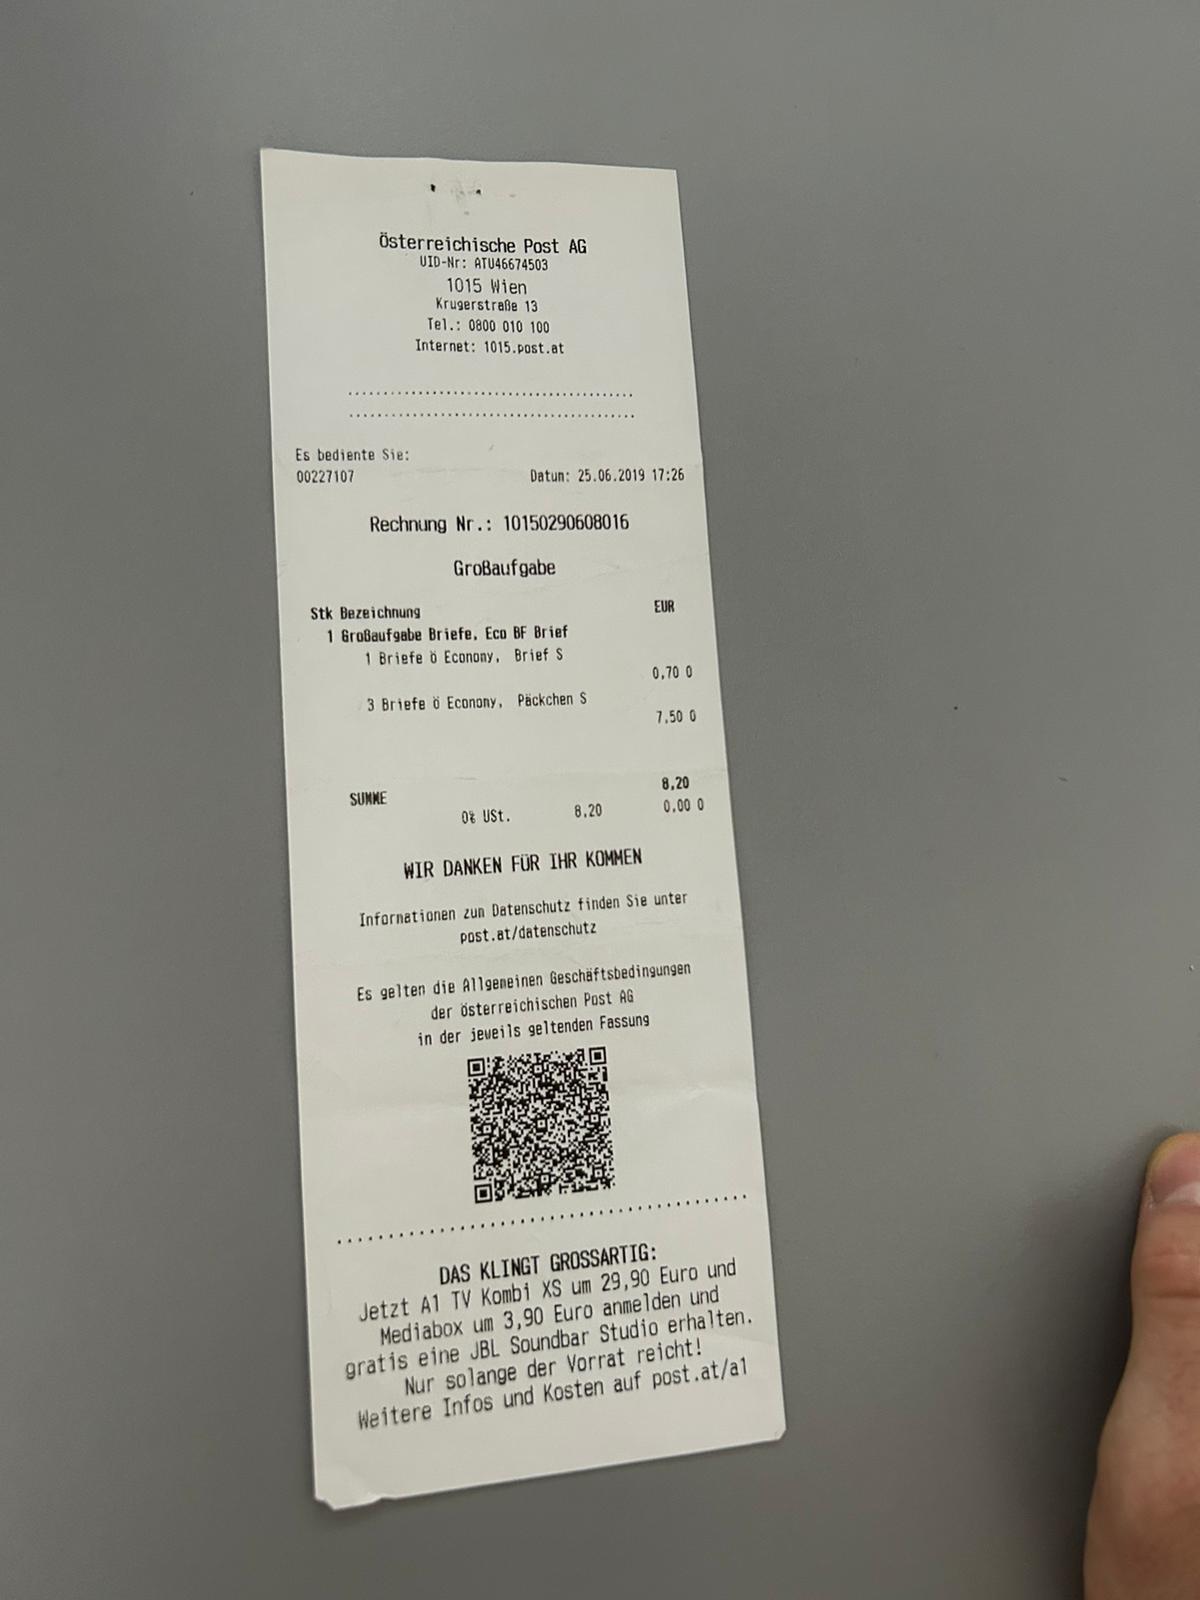 Österreichische Post AG
UID-Nr: ATU46674503
1015 Wien
Krugerstraße 13
Tel.: 0800 010 100
Internet: 1015.post.at
Es bediente Sie:
00227107 Datum: 25.06.2019 17:26
Rechnung Nr.: 10150290608016
Großaufgabe
Stk Bezeichnung EUR
1 Großaufgabe Briefe, Eco BF Brief
1 Briefe ö Economy, Brief S
0,70 0
3 Briefe ö Economy, Päckchen S
7,50 0
SUMME 8,20
0% USt. 8,20 0,00 0
WIR DANKEN FÜR IHR KOMMEN
Informationen zum Datenschutz finden Sie unter
post.at/datenschutz
Es gelten die Allgemeinen Geschäftsbedingungen
der Österreichischen Post AG
in der jeweils geltenden Fassung
DAS KLINGT GROSSARTIG:
Jetzt A1 TV Kombi XS um 29,90 Euro und
Mediabox um 3,90 Euro anmelden und
gratis eine JBL Soundbar Studio erhalten.
Nur solange der Vorrat reicht!
Weitere Infos und Kosten auf post.at/a1